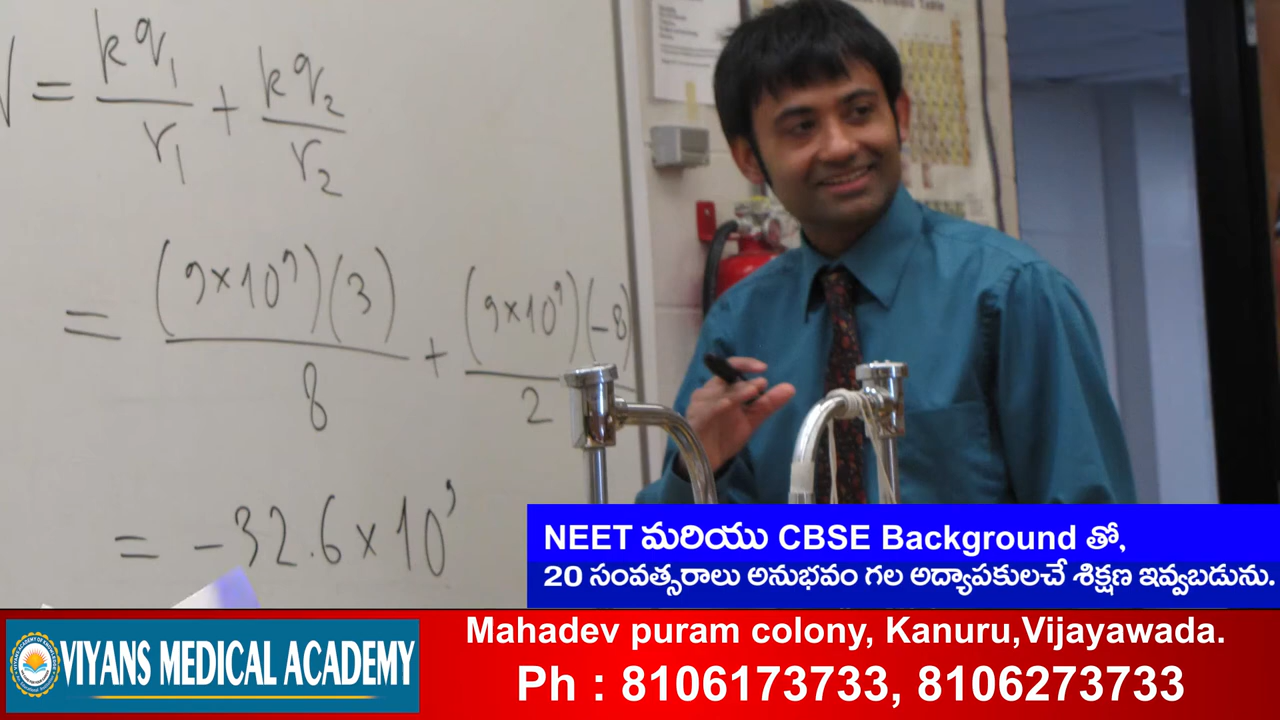 V = kq₁/r₁ + kq₂/r₂
= (9×10⁹)(3)/8 + (9×10⁹)(-8)/2
= -32.6×10⁹
NEET మరియు CBSE Background తో,
20 సంవత్సరాలు అనుభవం గల అద్యాపకులచే శిక్షణ ఇవ్వబడును.
VIYANS MEDICAL ACADEMY
Mahadev puram colony, Kanuru,Vijayawada.
Ph : 8106173733, 8106273733